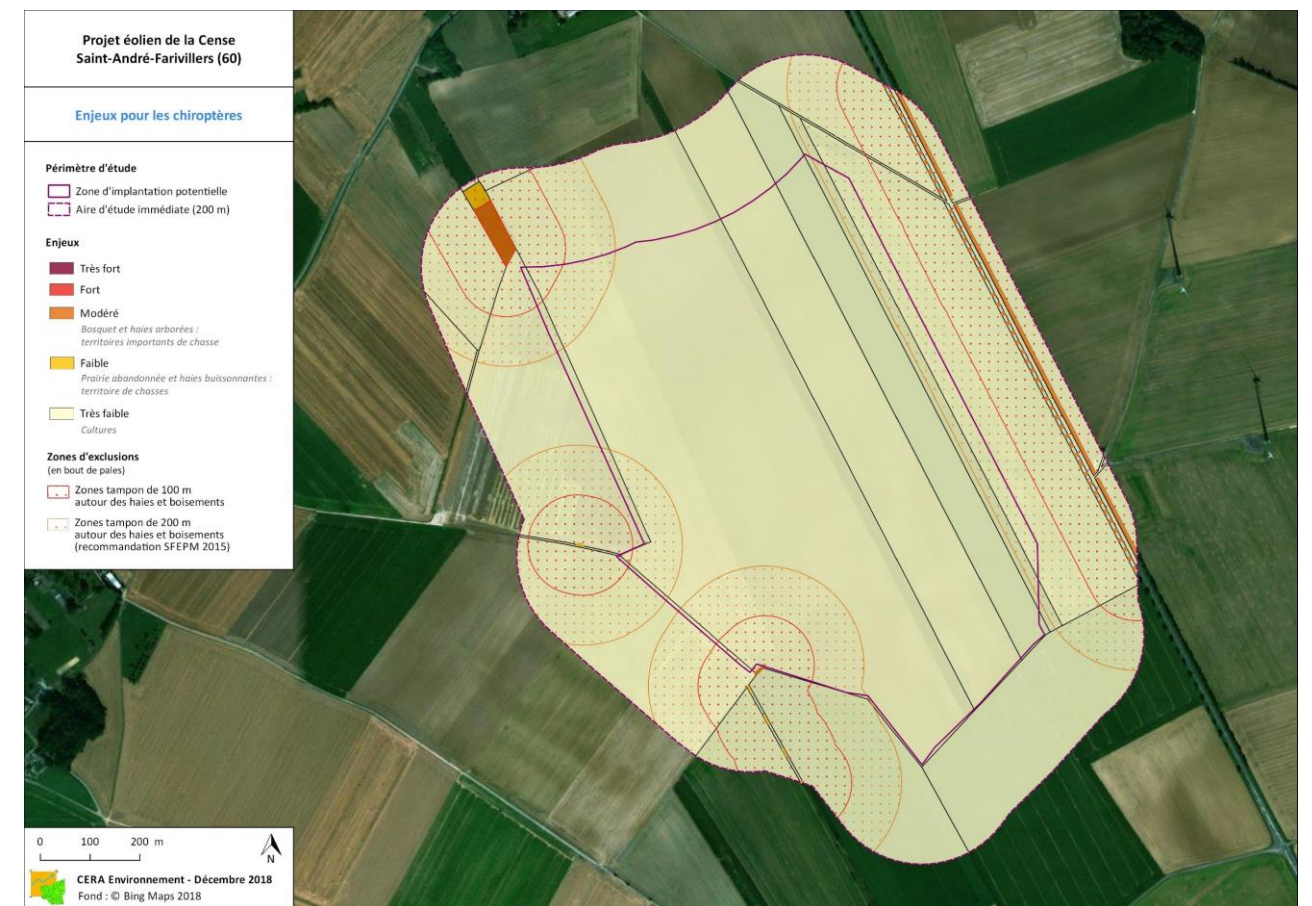 Projet éolien de la Cense
Saint-André-Farivillers (60)
Enjeux pour les chiroptères
Périmètre d'étude
Zone d'implantation potentielle
Aire d'étude immédiate (200 m)
Enjeux
Très fort
Fort
Modéré
Bosquet et haies arborées :
territoires importants de chasse
Faible
Prairie abandonnée et haies buissonnantes :
territoire de chasses
Très faible
Cultures
Zones d'exclusions
(en bout de pales)
Zones tampon de 100 m
autour des haies et boisements
Zones tampon de 200 m
autour des haies et boisements
(recommandation SFEPM 2015)
0 100 200 m
N
CERA Environnement - Décembre 2018
Fond : © Bing Maps 2018